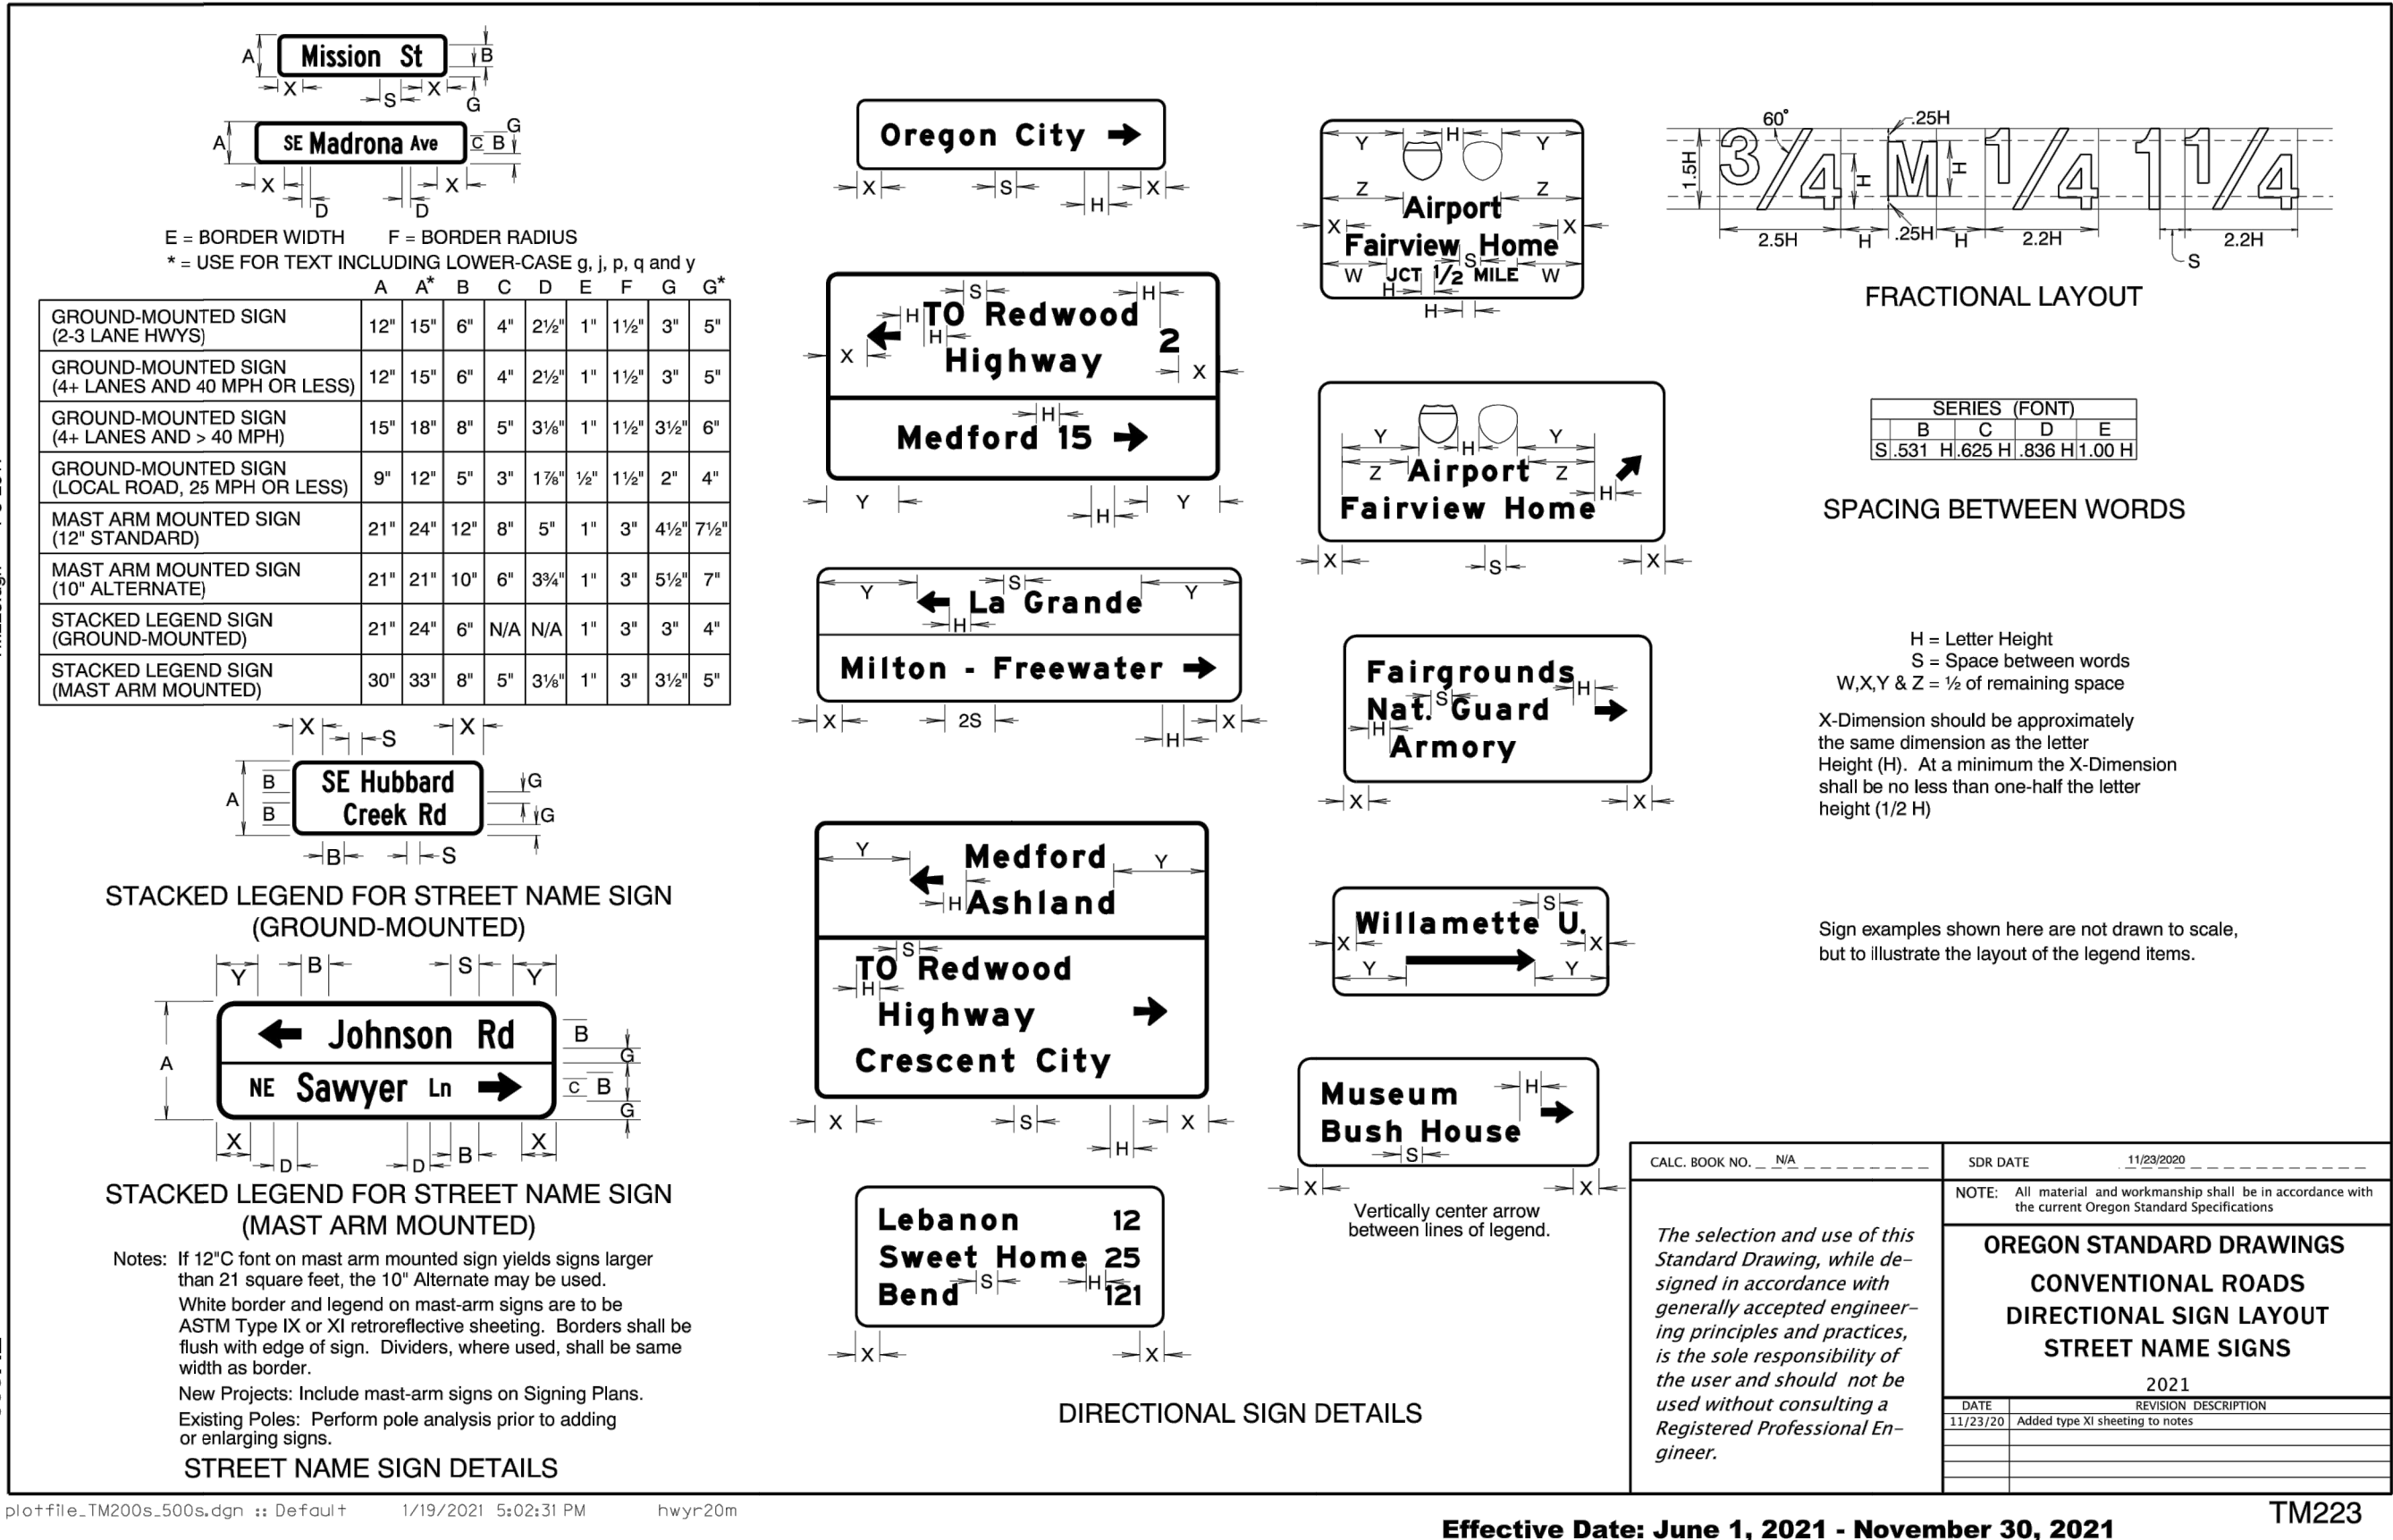 A
Mission St
B
X
S
X
G
A
SE Madrona Ave
G
C B
X
X
D
D
E = BORDER WIDTH F = BORDER RADIUS
* = USE FOR TEXT INCLUDING LOWER-CASE g, j, p, q and y
A A* B C D E F G G*
GROUND-MOUNTED SIGN
(2-3 LANE HWYS)
12" 15" 6" 4" 2½" 1" 1½" 3" 5"
GROUND-MOUNTED SIGN
(4+ LANES AND 40 MPH OR LESS)
12" 15" 6" 4" 2½" 1" 1½" 3" 5"
GROUND-MOUNTED SIGN
(4+ LANES AND > 40 MPH)
15" 18" 8" 5" 3⅛" 1" 1½" 3½" 6"
GROUND-MOUNTED SIGN
(LOCAL ROAD, 25 MPH OR LESS)
9" 12" 5" 3" 1⅞" ½" 1½" 2" 4"
MAST ARM MOUNTED SIGN
(12" STANDARD)
21" 24" 12" 8" 5" 1" 3" 4½" 7½"
MAST ARM MOUNTED SIGN
(10" ALTERNATE)
21" 21" 10" 6" 3¾" 1" 3" 5½" 7"
STACKED LEGEND SIGN
(GROUND-MOUNTED)
21" 24" 6" N/A N/A 1" 3" 3" 4"
STACKED LEGEND SIGN
(MAST ARM MOUNTED)
30" 33" 8" 5" 3⅛" 1" 3" 3½" 5"
X X
S
A
B
B
SE Hubbard
Creek Rd
G
G
B S
STACKED LEGEND FOR STREET NAME SIGN
(GROUND-MOUNTED)
Y B S Y
A
Johnson Rd
B
G
NE Sawyer Ln
C B
G
X D D B X
STACKED LEGEND FOR STREET NAME SIGN
(MAST ARM MOUNTED)
Notes: If 12"C font on mast arm mounted sign yields signs larger
than 21 square feet, the 10" Alternate may be used.
White border and legend on mast-arm signs are to be
ASTM Type IX or XI retroreflective sheeting. Borders shall be
flush with edge of sign. Dividers, where used, shall be same
width as border.
New Projects: Include mast-arm signs on Signing Plans.
Existing Poles: Perform pole analysis prior to adding
or enlarging signs.
STREET NAME SIGN DETAILS
Oregon City
X S H X
S H
H TO Redwood
H
2
X
Highway
X
H
Medford 15
Y H Y
Y S Y
La Grande
H
Milton - Freewater
X 2S H X
Y
Medford
Y
H Ashland
S
TO Redwood
H
Highway
Crescent City
X S H X
Lebanon 12
Sweet Home 25
S H
Bend 121
X X
DIRECTIONAL SIGN DETAILS
Y H Y
Z Z
Airport
X X
Fairview Home
S
W JCT 1/2 MILE W
H
H
Y H Y
Z Airport Z
H
Fairview Home
X S X
Fairgrounds
S H
Nat. Guard
H
Armory
X X
S
Willamette U.
X X
Y Y
Museum
H
Bush House
S
X X
Vertically center arrow
between lines of legend.
60° .25H
1.5H 3/4 H M H 1/4 1 1/4
2.5H H .25H H 2.2H 2.2H
S
FRACTIONAL LAYOUT
SERIES (FONT)
B C D E
S .531 H .625 H .836 H 1.00 H
SPACING BETWEEN WORDS
H = Letter Height
S = Space between words
W,X,Y & Z = ½ of remaining space
X-Dimension should be approximately
the same dimension as the letter
Height (H). At a minimum the X-Dimension
shall be no less than one-half the letter
height (1/2 H)
Sign examples shown here are not drawn to scale,
but to illustrate the layout of the legend items.
CALC. BOOK NO. N/A
SDR DATE 11/23/2020
NOTE: All material and workmanship shall be in accordance with
the current Oregon Standard Specifications
The selection and use of this
Standard Drawing, while de-
signed in accordance with
generally accepted engineer-
ing principles and practices,
is the sole responsibility of
the user and should not be
used without consulting a
Registered Professional En-
gineer.
OREGON STANDARD DRAWINGS
CONVENTIONAL ROADS
DIRECTIONAL SIGN LAYOUT
STREET NAME SIGNS
2021
DATE REVISION DESCRIPTION
11/23/20 Added type XI sheeting to notes
plotfile_TM200s_500s.dgn :: Default 1/19/2021 5:02:31 PM hwyr20m
TM223
Effective Date: June 1, 2021 - November 30, 2021